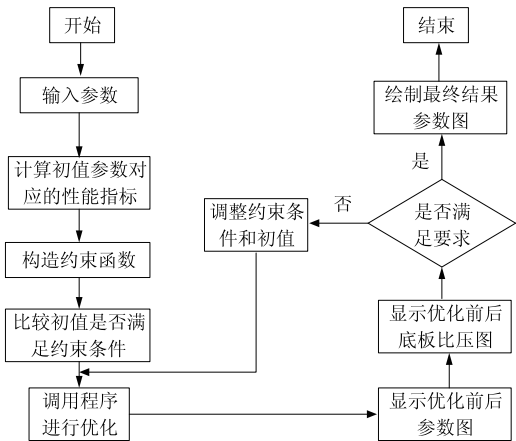 开始
输入参数
计算初值参数对
应的性能指标
构造约束函数
比较初值是否满
足约束条件
调用程序
进行优化
调整约束条
件和初值
否
结束
绘制最终结果
参数图
是
是否满
足要求
显示优化前后
底板比压图
显示优化前后
参数图